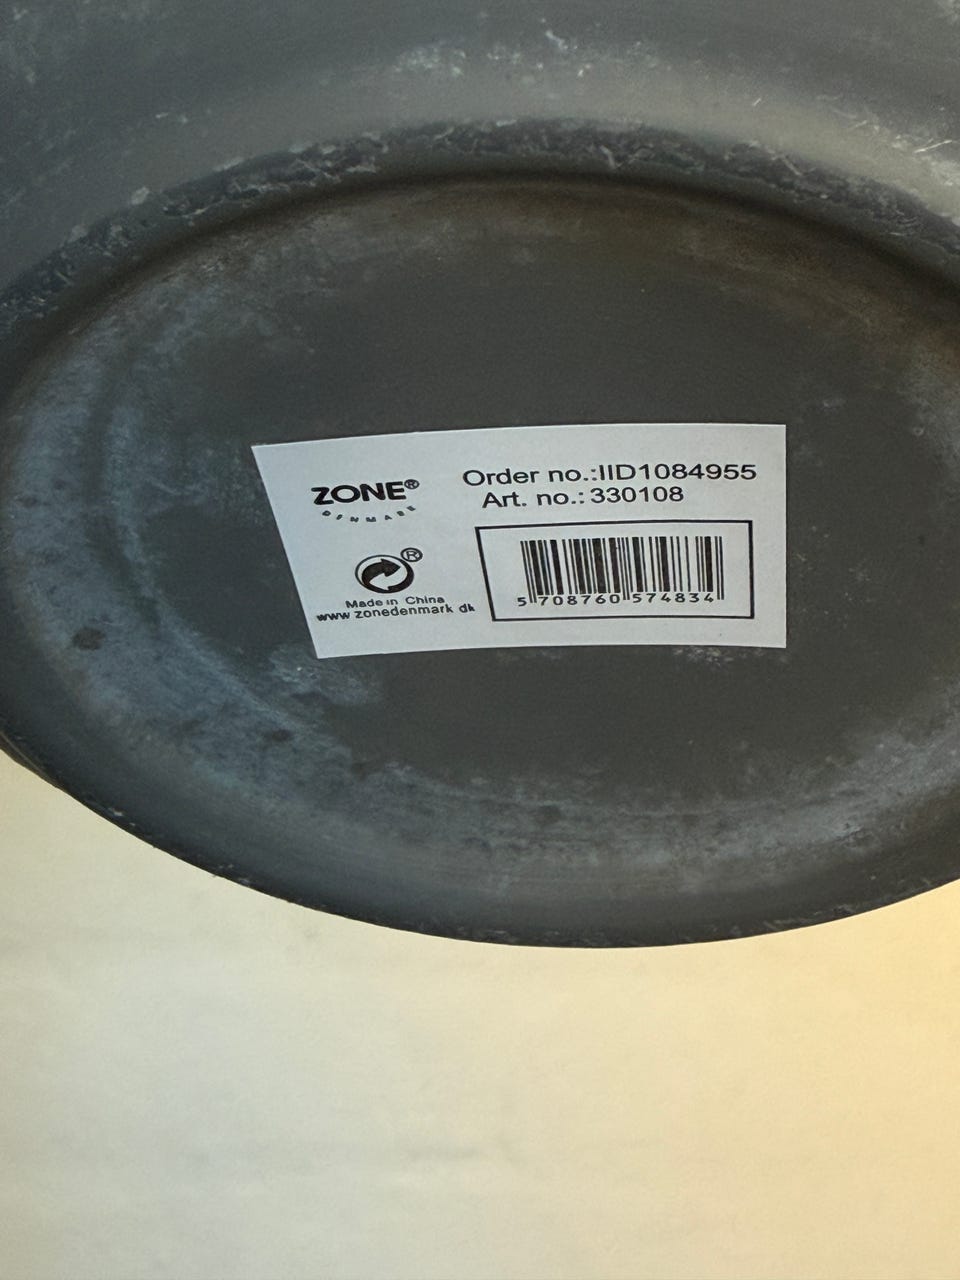 ZONE®
DENMARK
Order no.:IID1084955
Art. no.: 330108
®
Made in China
www zonedenmark dk
5 708760 574834